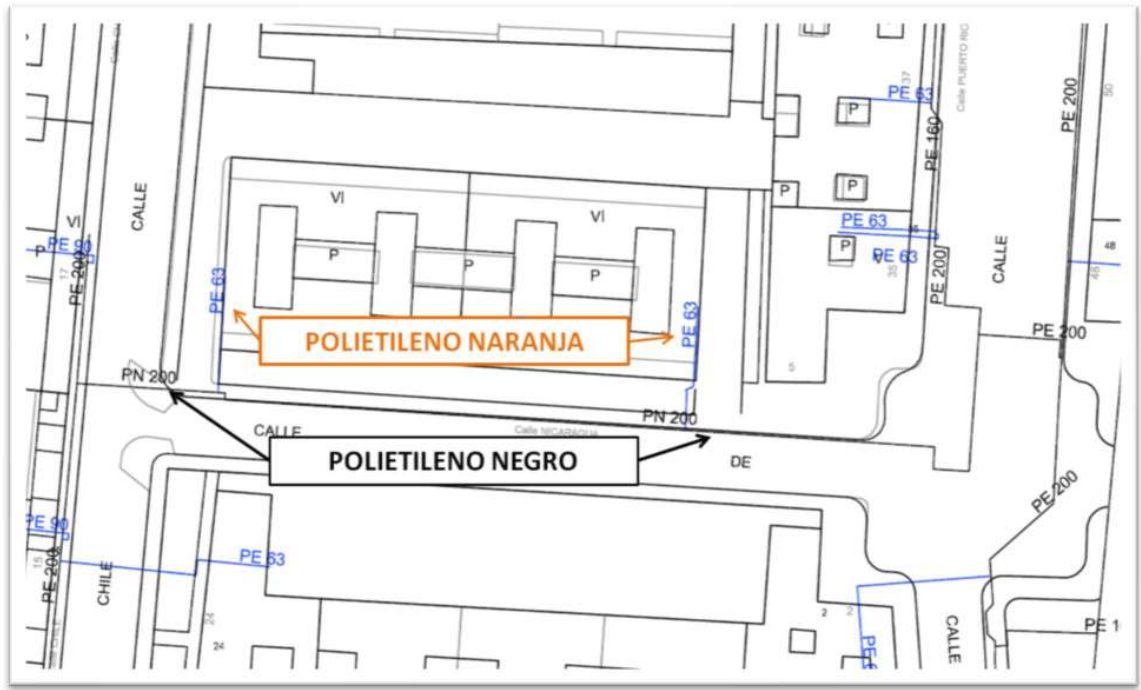 37
PE 63
Calle PUERTO RICO
50
PE 200
PE 160
P
P
P
CALLE
VI
VI
VI
PE 63
CALLE
48
PE 90
P
17
PE 200
P
P
P
P
PE 63
35
PE 200
48
PE 63
PE 63
POLIETILENO NARANJA
PE 200
5
PN 200
PN 200
CALLE
Calle NICARAGUA
POLIETILENO NEGRO
DE
PE 200
PE 90
15
PE 200
PE 63
CHILE
24
24
2
2
CALLE
PE 1